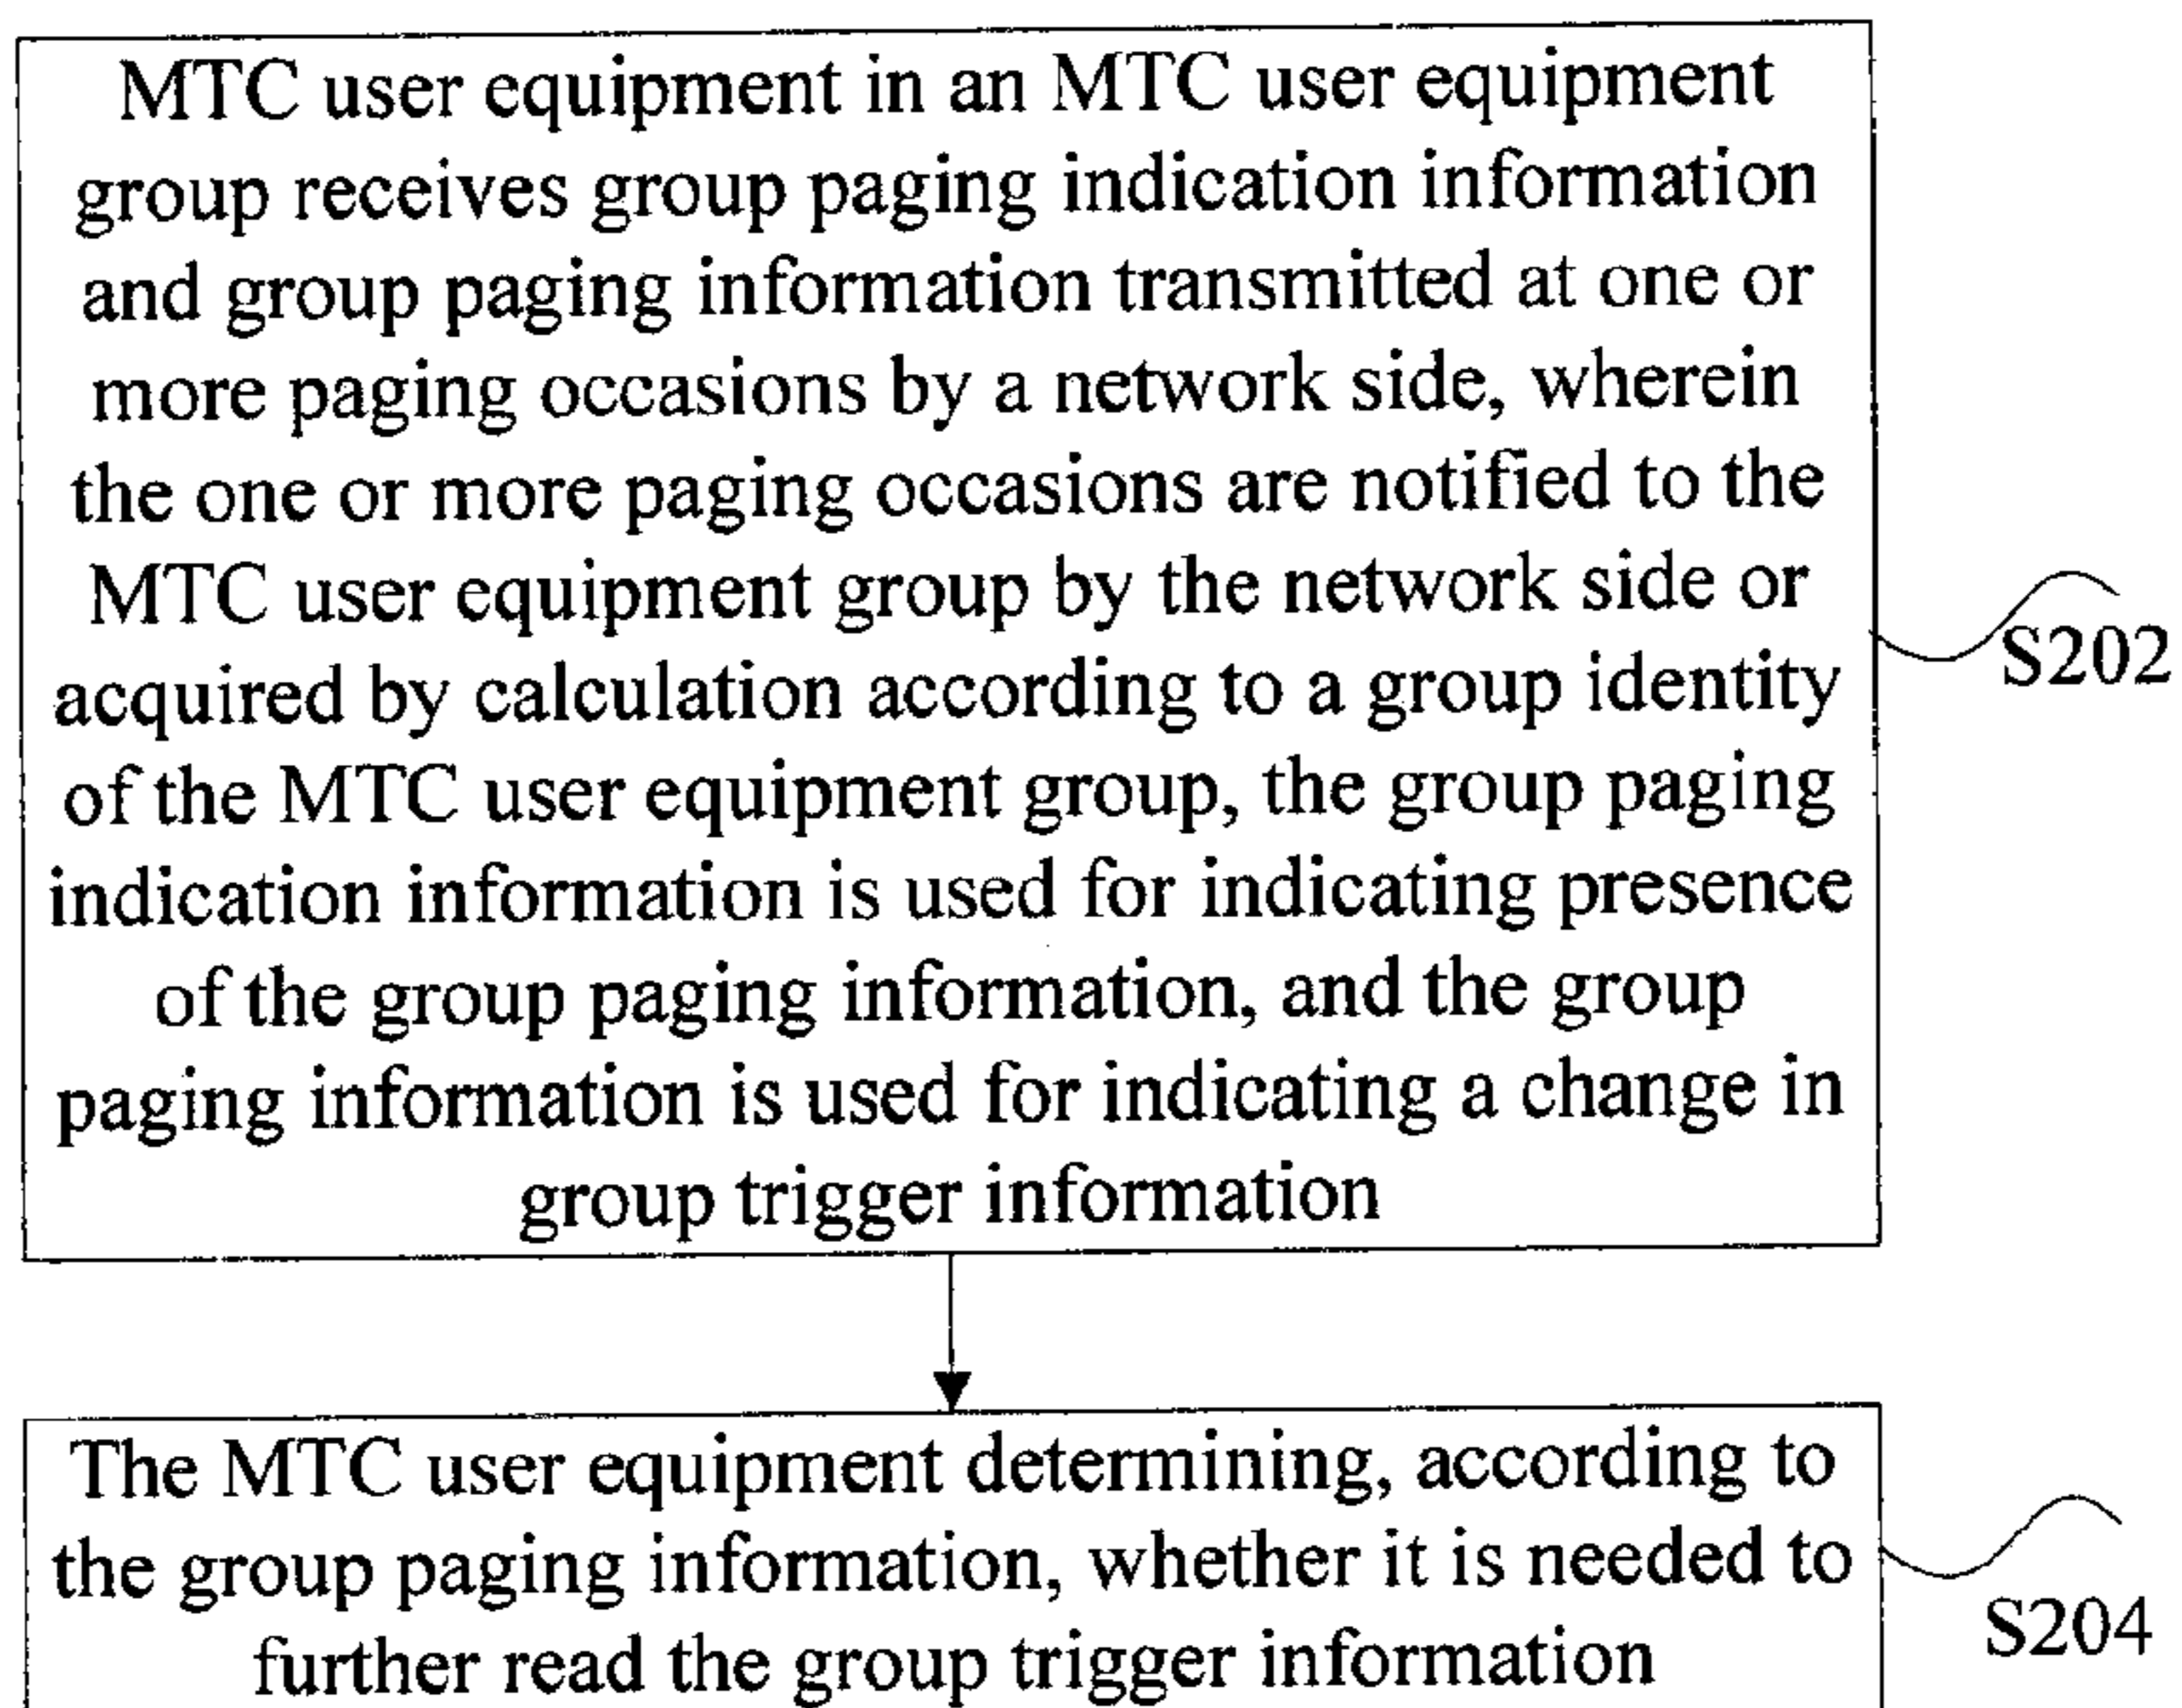 MTC user equipment in an MTC user equipment
group receives group paging indication information
and group paging information transmitted at one or
more paging occasions by a network side, wherein
the one or more paging occasions are notified to the
MTC user equipment group by the network side or
acquired by calculation according to a group identity
of the MTC user equipment group, the group paging
indication information is used for indicating presence
of the group paging information, and the group
paging information is used for indicating a change in
group trigger information
S202
The MTC user equipment determining, according to
the group paging information, whether it is needed to
further read the group trigger information
S204